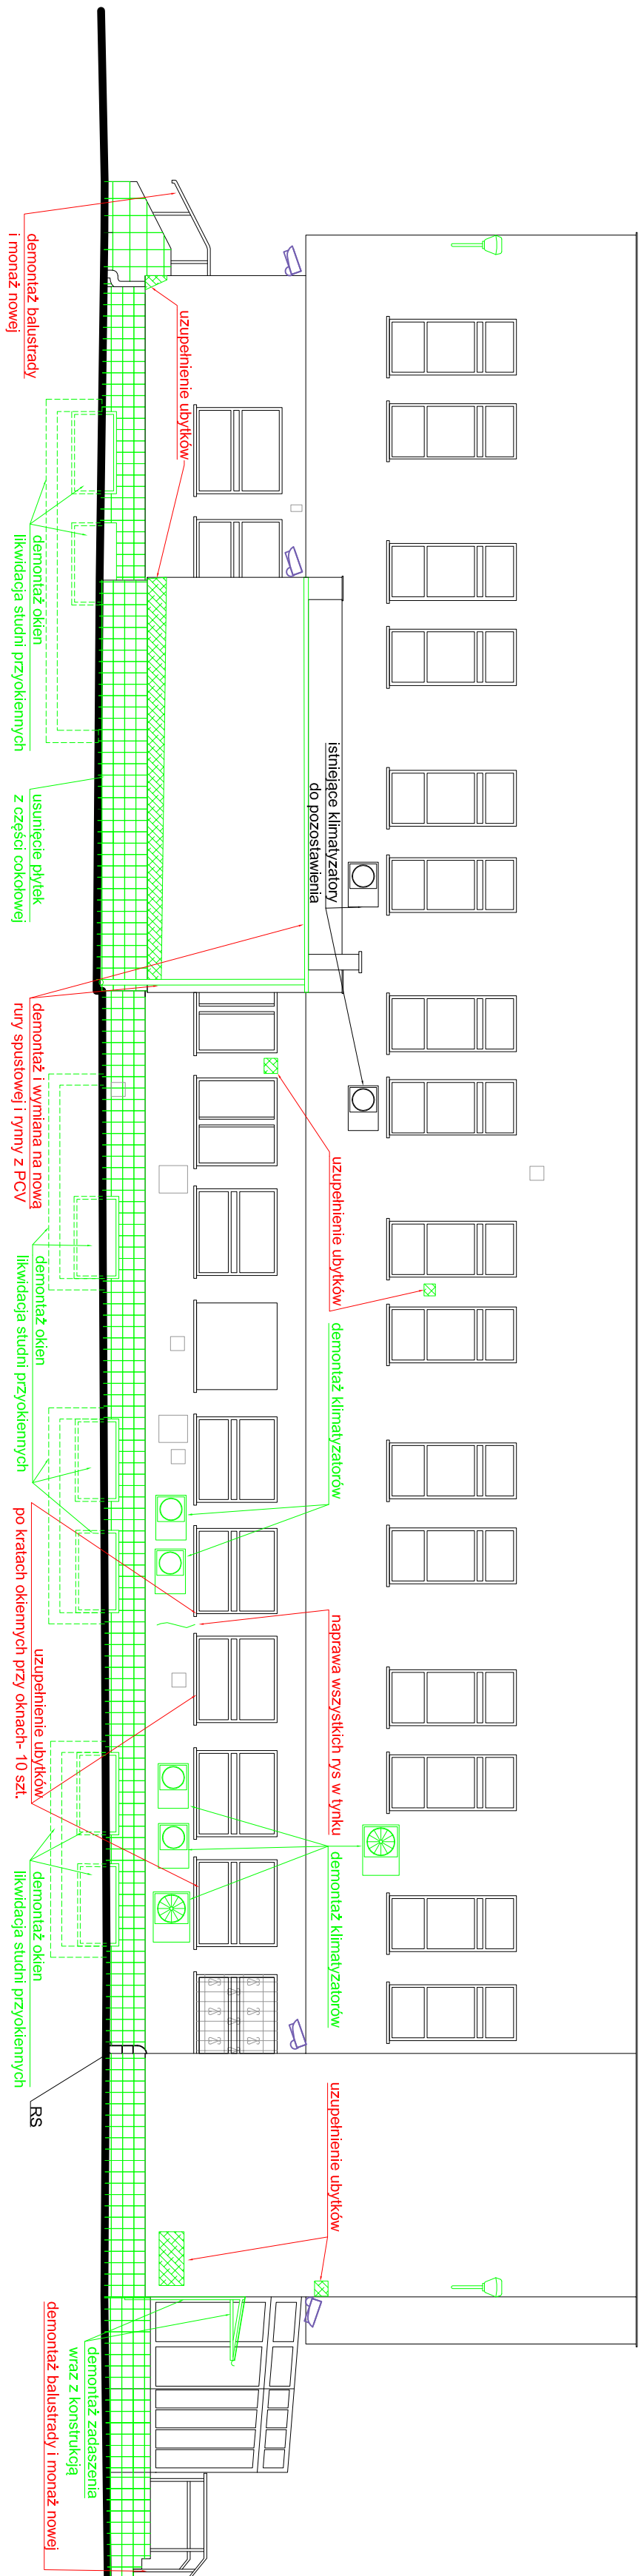 demontaż balustrady
i monaż nowej
uzupełnienie ubytków
demontaż okien
likwidacja studni przyokiennych
usunięcie płytek
z części cokołowej
istniejące klimatyzatory
do pozostawienia
demontaż i wymiana na nową
rury spustowej i rynny z PCV
uzupełnienie ubytków
demontaż okien
likwidacja studni przyokiennych
demontaż klimatyzatorów
uzupełnienie ubytków
po kratach okiennych przy oknach- 10 szt.
naprawa wszystkich rys w tynku
demontaż klimatyzatorów
demontaż okien
likwidacja studni przyokiennych
RS
uzupełnienie ubytków
demontaż zadaszenia
wraz z konstrukcją
demontaż balustrady i monaż nowej